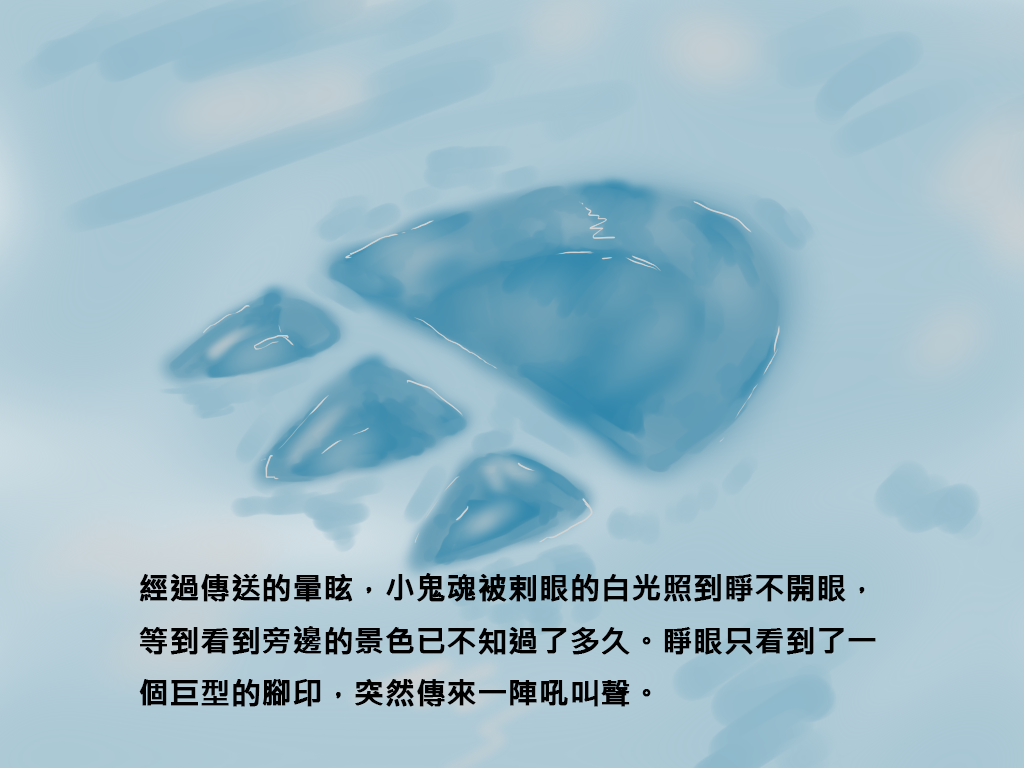 經過傳送的暈眩，小鬼魂被刺眼的白光照到睜不開眼，
等到看到旁邊的景色已不知過了多久。睜眼只看到了一
個巨型的腳印，突然傳來一陣吼叫聲。